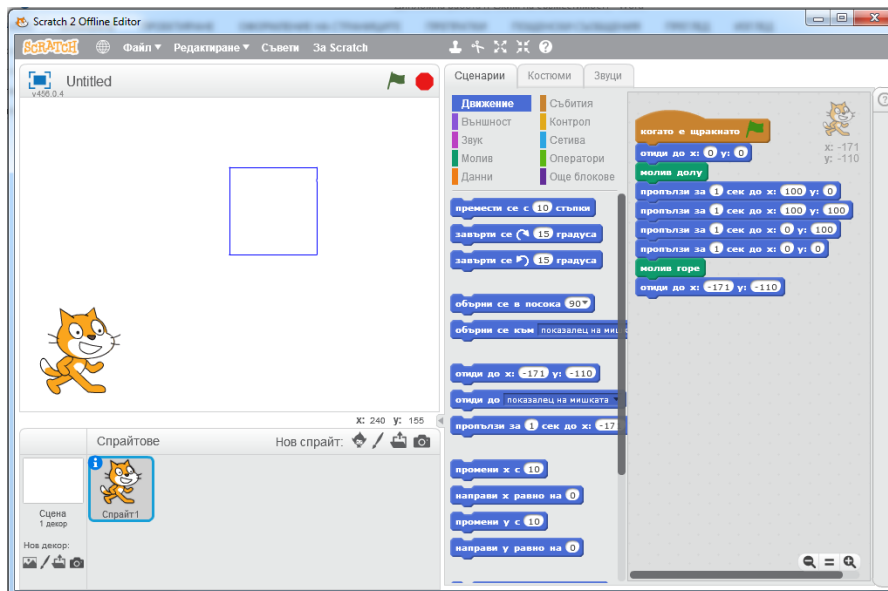 Scratch 2 Offline Editor
SCRATCH Файл Редактиране Съвети За Scratch
Untitled
v456.0.4
x: 240 y: 155
Спрайтове Нов спрайт:
Сцена
1 декор
Нов декор:
Спрайт1
Сценарии Костюми Звуци
Движение Събития
Външност Контрол
Звук Сетива
Молив Оператори
Данни Още блокове
премести се с 10 стъпки
завърти се 15 градуса
завърти се 15 градуса
обърни се в посока 90
обърни се към показалец на
отиди до x: -171 y: -110
отиди до показалец на мишката
пропълзи за 1 сек до x: -17
промени x с 10
направи x равно на 0
промени y с 10
направи y равно на 0
когато е щракнато
отиди до x: 0 y: 0
молив долу
пропълзи за 1 сек до x: 100 y: 0
пропълзи за 1 сек до x: 100 y: 100
пропълзи за 1 сек до x: 0 y: 100
пропълзи за 1 сек до x: 0 y: 0
молив горе
отиди до x: -171 y: -110
x: -171
y: -110